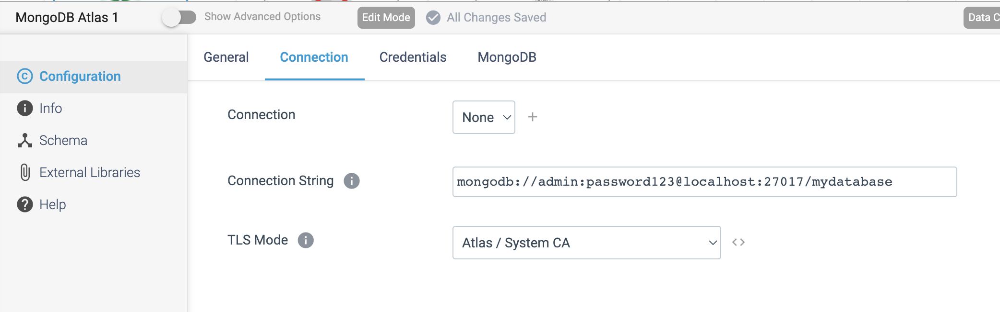 MongoDB Atlas 1
Show Advanced Options
Edit Mode
All Changes Saved
Data C
General
Connection
Credentials
MongoDB
Configuration
Info
Schema
External Libraries
Help
Connection
None
Connection String
mongodb://admin:password123@localhost:27017/mydatabase
TLS Mode
Atlas / System CA